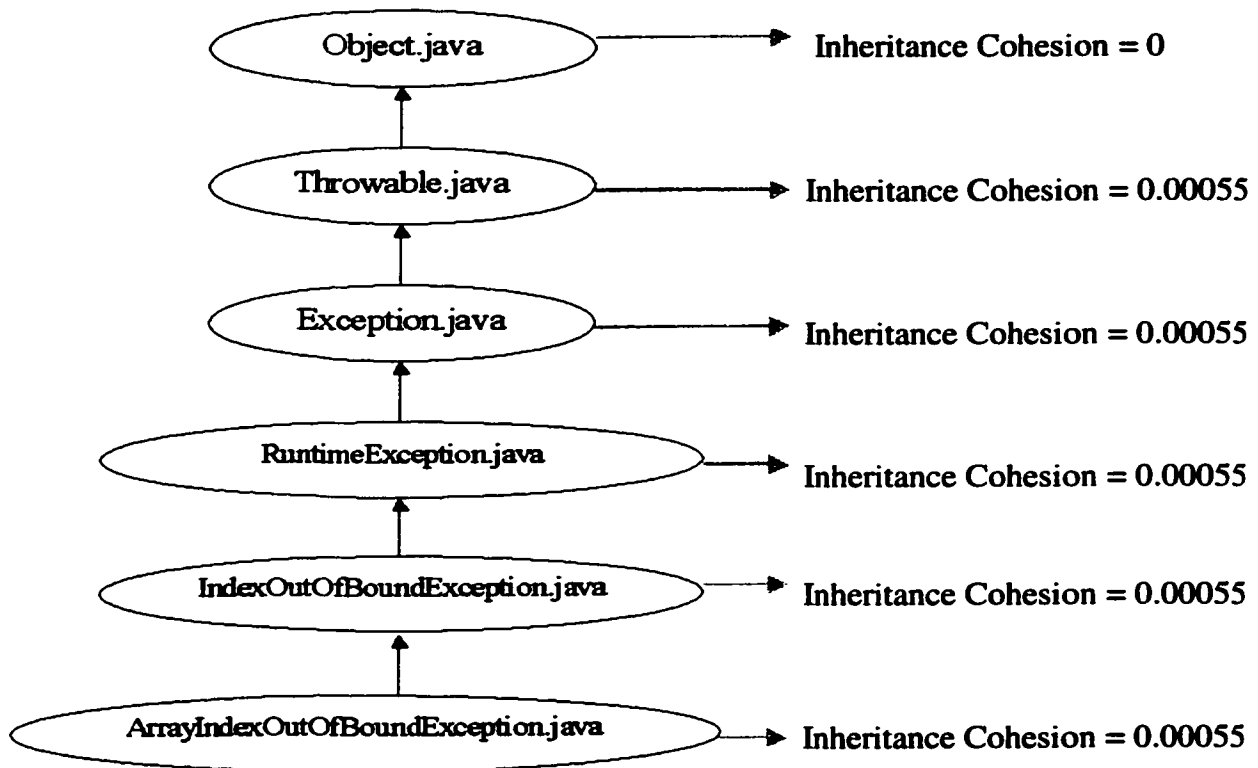 Object.java Inheritance Cohesion = 0
Throwable.java Inheritance Cohesion = 0.00055
Exception.java Inheritance Cohesion = 0.00055
RuntimeException.java Inheritance Cohesion = 0.00055
IndexOutOfBoundException.java Inheritance Cohesion = 0.00055
ArrayIndexOutOfBoundException.java Inheritance Cohesion = 0.00055